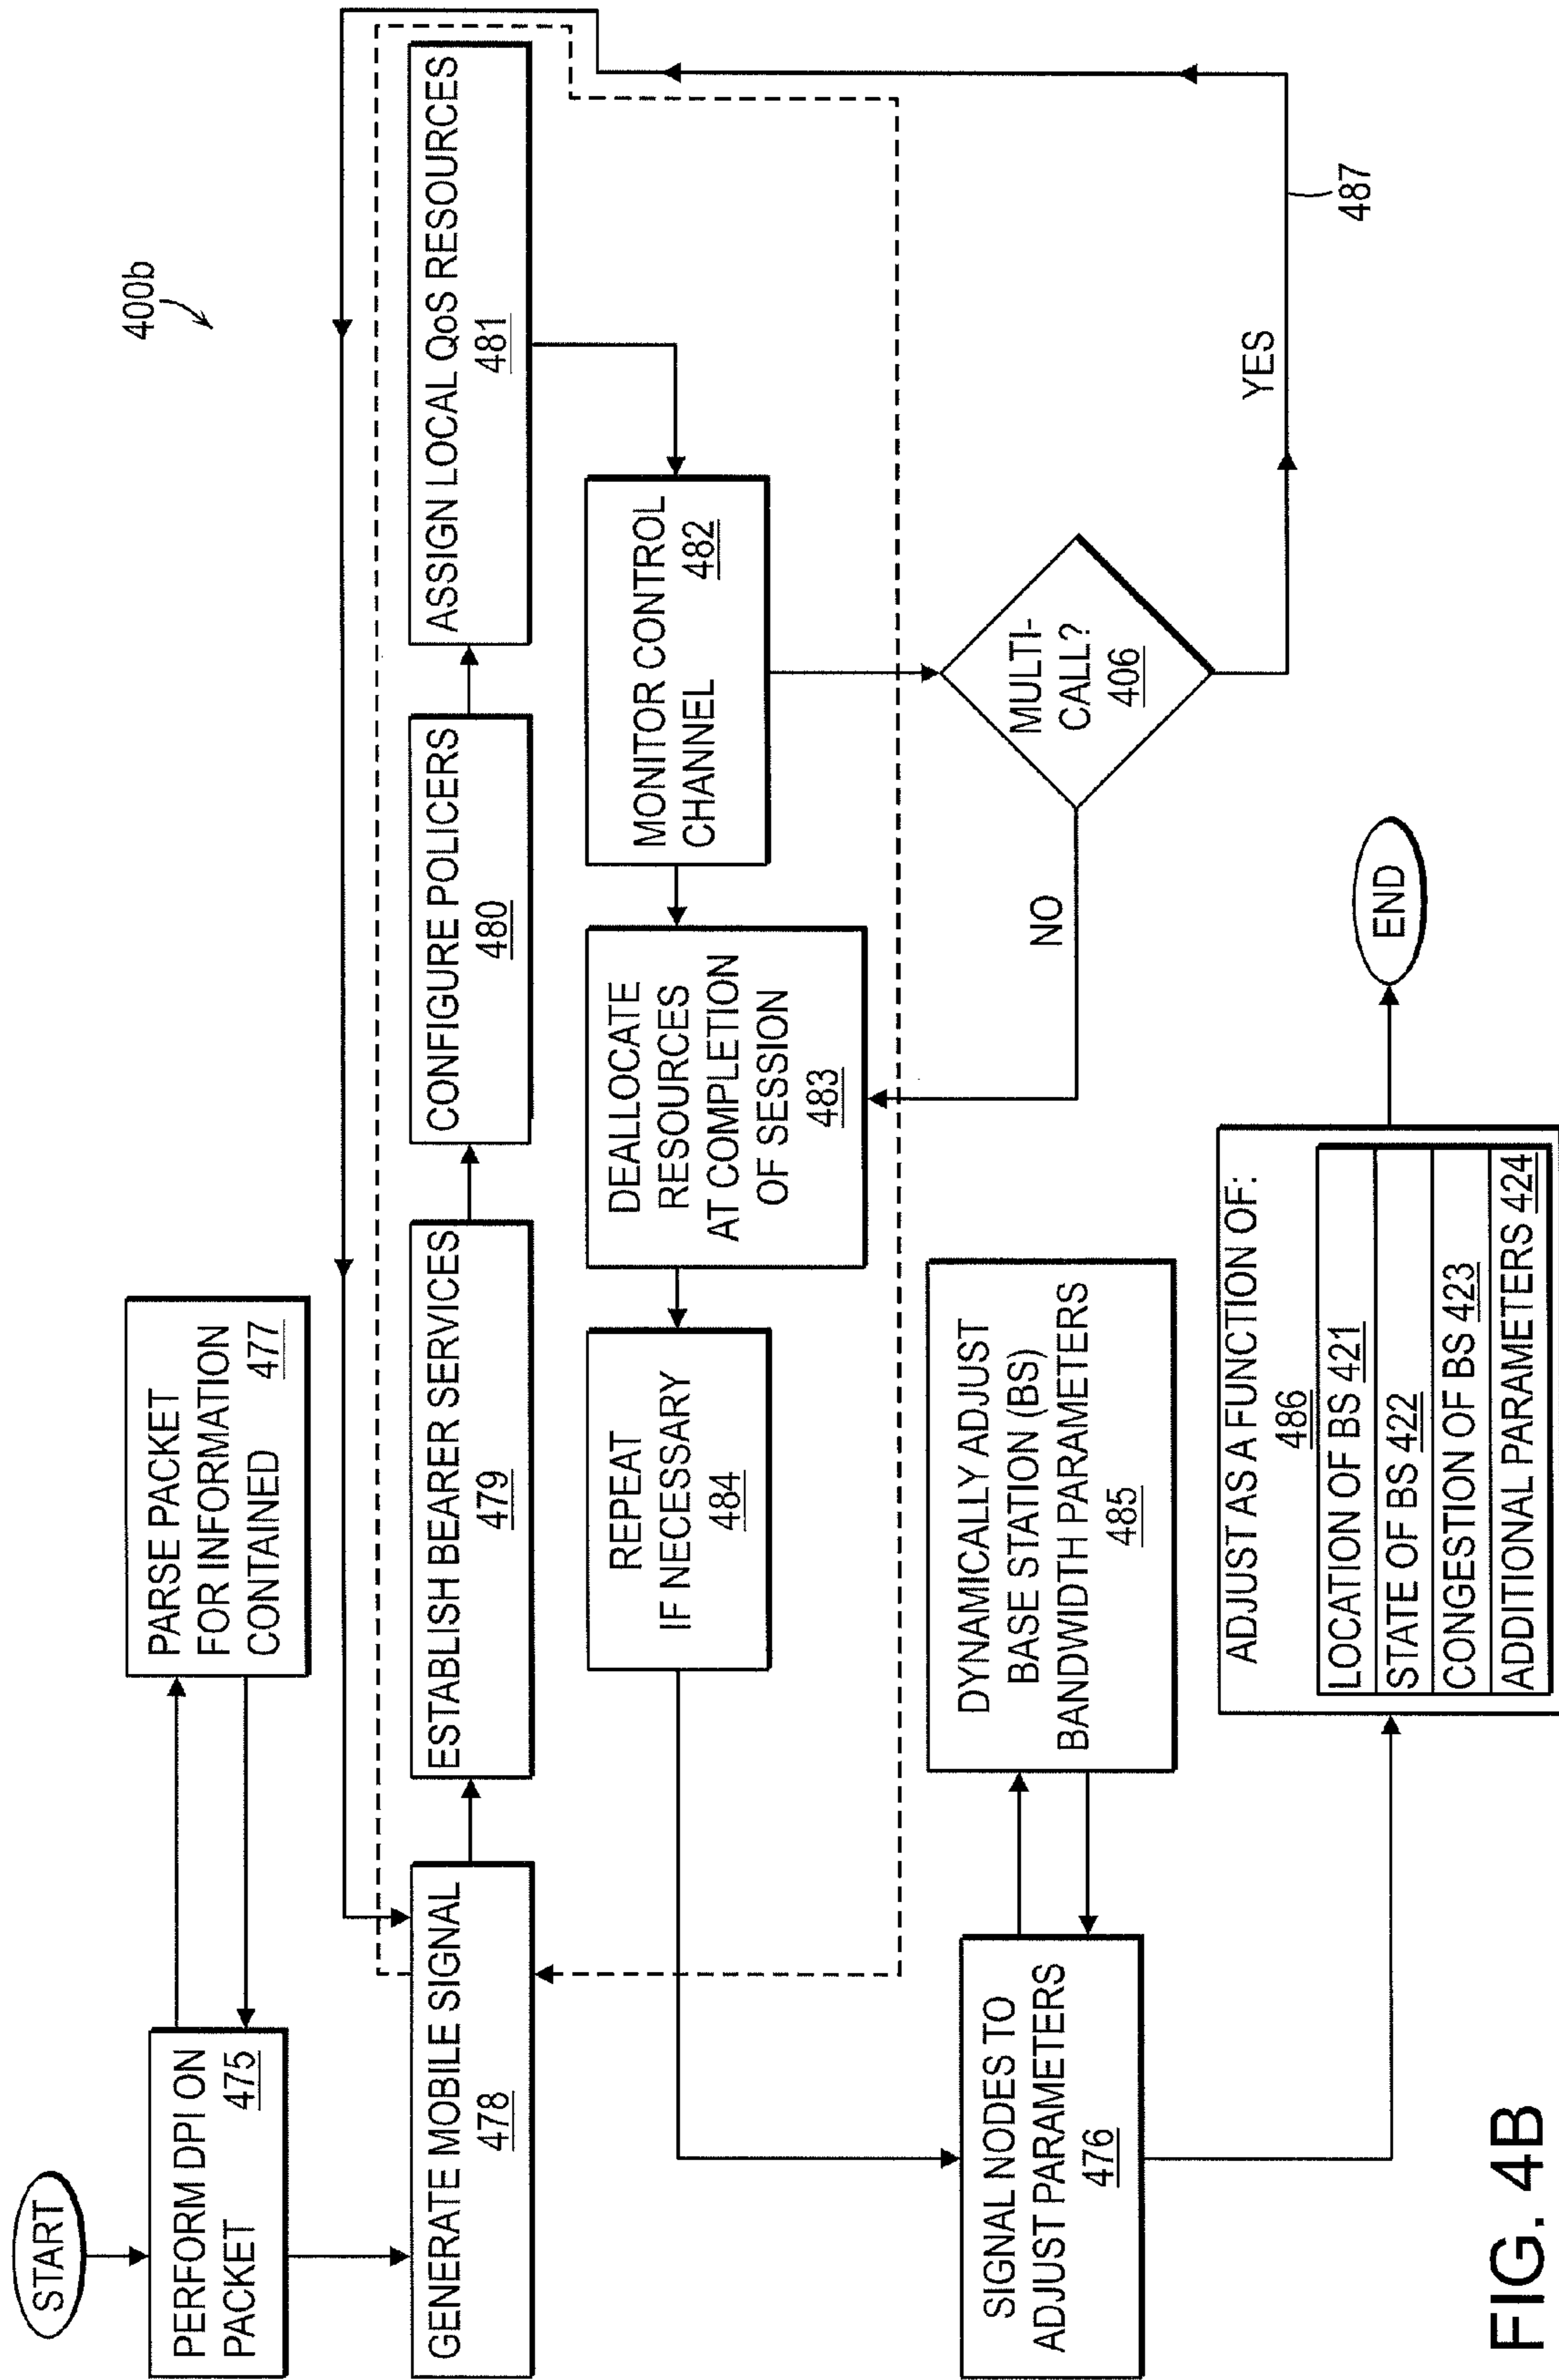 400b
START
PERFORM DPI ON
PACKET 475
PARSE PACKET
FOR INFORMATION
CONTAINED 477
GENERATE MOBILE SIGNAL
478
ESTABLISH BEARER SERVICES
479
CONFIGURE POLICERS
480
ASSIGN LOCAL QoS RESOURCES
481
MONITOR CONTROL
482
CHANNEL
DEALLOCATE
RESOURCES
AT COMPLETION
OF SESSION
483
REPEAT
IF NECESSARY
484
MULTI-
CALL?
406
NO
YES
487
SIGNAL NODES TO
ADJUST PARAMETERS
476
DYNAMICALLY ADJUST
BASE STATION (BS)
BANDWIDTH PARAMETERS
485
ADJUST AS A FUNCTION OF:
486
LOCATION OF BS 421
STATE OF BS 422
CONGESTION OF BS 423
ADDITIONAL PARAMETERS 424
END
FIG. 4B